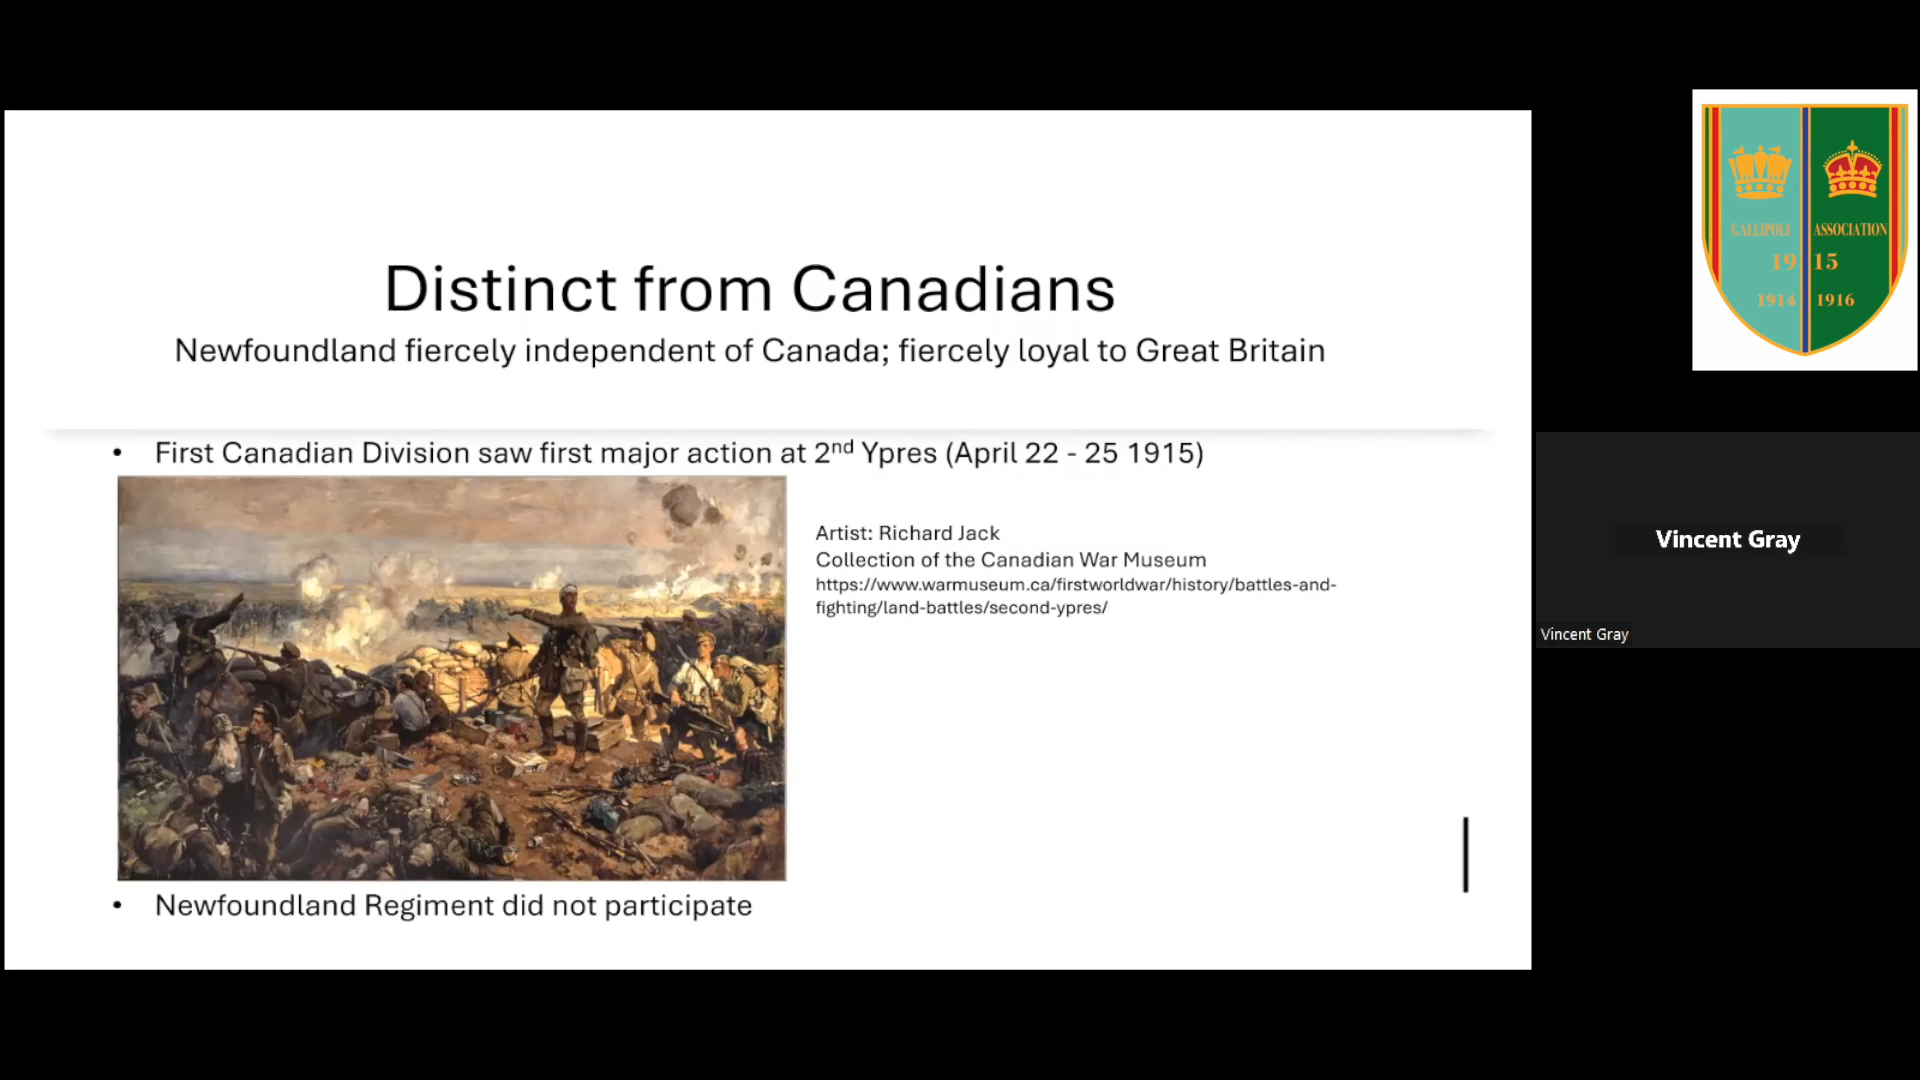 Distinct from Canadians
Newfoundland fiercely independent of Canada; fiercely loyal to Great Britain
• First Canadian Division saw first major action at 2nd Ypres (April 22 - 25 1915)
Artist: Richard Jack
Collection of the Canadian War Museum
https://www.warmuseum.ca/firstworldwar/history/battles-and-
fighting/land-battles/second-ypres/
• Newfoundland Regiment did not participate
GALLIPOLI ASSOCIATION
19 15
1914 1916
Vincent Gray
Vincent Gray